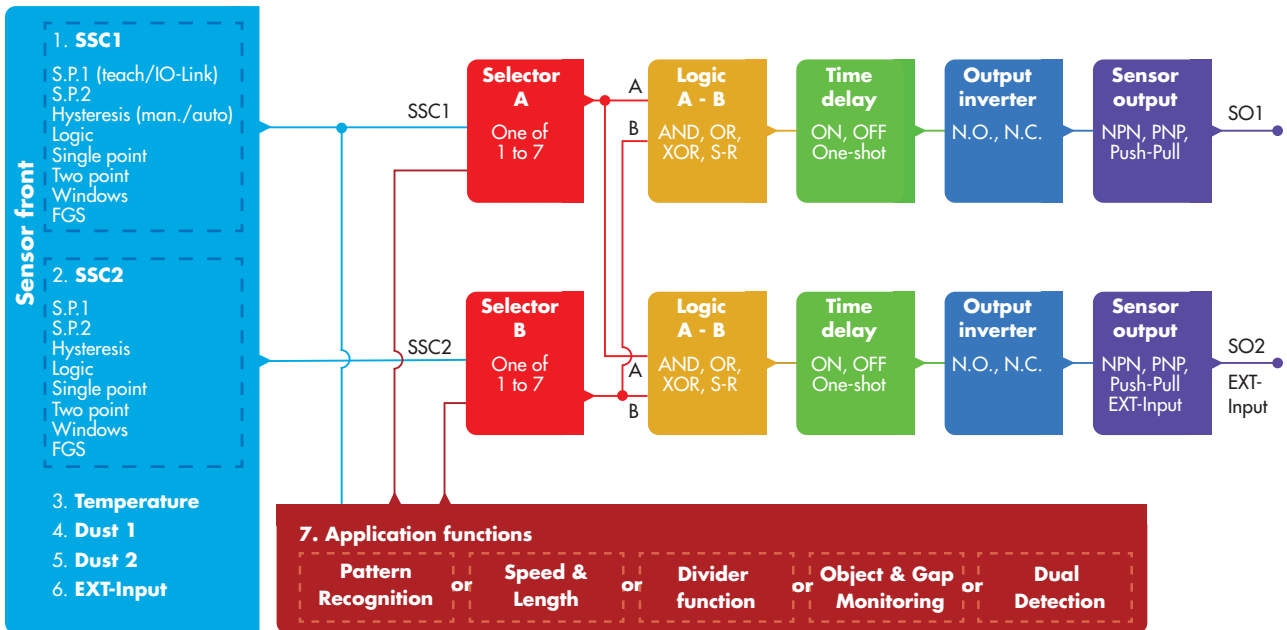 Sensor front
1. SSC1
S.P.1 (teach/IO-Link)
S.P.2
Hysteresis (man./auto)
Logic
Single point
Two point
Windows
FGS
2. SSC2
S.P.1
S.P.2
Hysteresis
Logic
Single point
Two point
Windows
FGS
3. Temperature
4. Dust 1
5. Dust 2
6. EXT-Input
SSC1
Selector
A
One of
1 to 7
A
B
Logic
A - B
AND, OR,
XOR, S-R
Time
delay
ON, OFF
One-shot
Output
inverter
N.O., N.C.
Sensor
output
NPN, PNP,
Push-Pull
SO1
SSC2
Selector
B
One of
1 to 7
A
B
Logic
A - B
AND, OR,
XOR, S-R
Time
delay
ON, OFF
One-shot
Output
inverter
N.O., N.C.
Sensor
output
NPN, PNP,
Push-Pull
EXT-Input
SO2
EXT-
Input
7. Application functions
Pattern
Recognition
or
Speed &
Length
or
Divider
function
or
Object & Gap
Monitoring
or
Dual
Detection